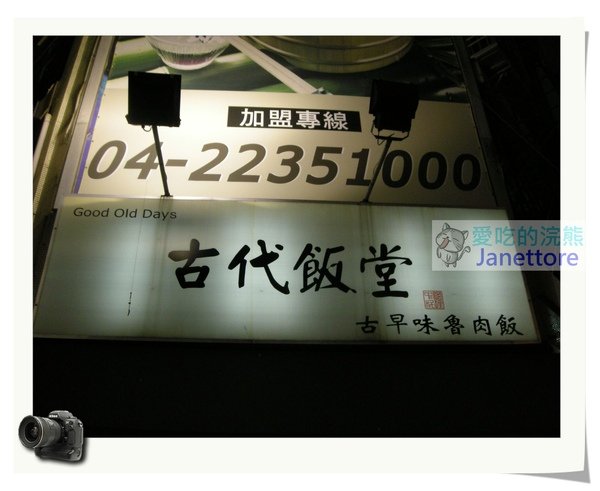 加盟專線
04-22351000
Good Old Days
古代飯堂
古早味魯肉飯
愛吃的浣熊
Janettore